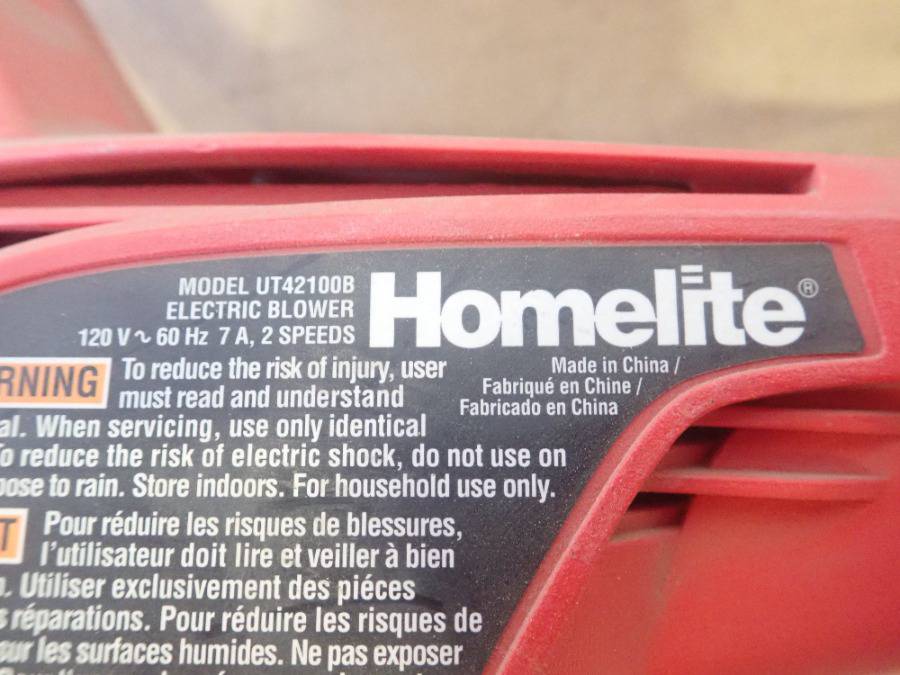 MODEL UT42100B
ELECTRIC BLOWER
120 V ~ 60 Hz 7 A, 2 SPEEDS
Homelite®
Made in China /
Fabriqué en Chine /
Fabricado en China
To reduce the risk of injury, user
must read and understand
When servicing, use only identical
to reduce the risk of electric shock, do not use on
to rain. Store indoors. For household use only.
Pour réduire les risques de blessures,
l'utilisateur doit lire et veiller à bien
Utiliser exclusivement des piéces
réparations. Pour réduire les risques de
sur les surfaces humides. Ne pas exposer